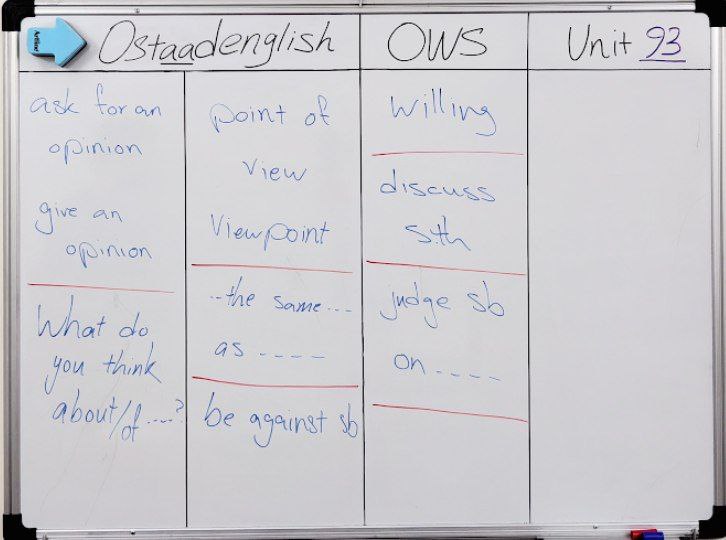 Artline
Ostaadenglish
OWS
Unit 93
ask for an
opinion
give an
opinion
What do
you think
about/of ....?
point of
view
viewpoint
...the same ...
as ----
be against sb
willing
discuss
sth
judge sb
on ----